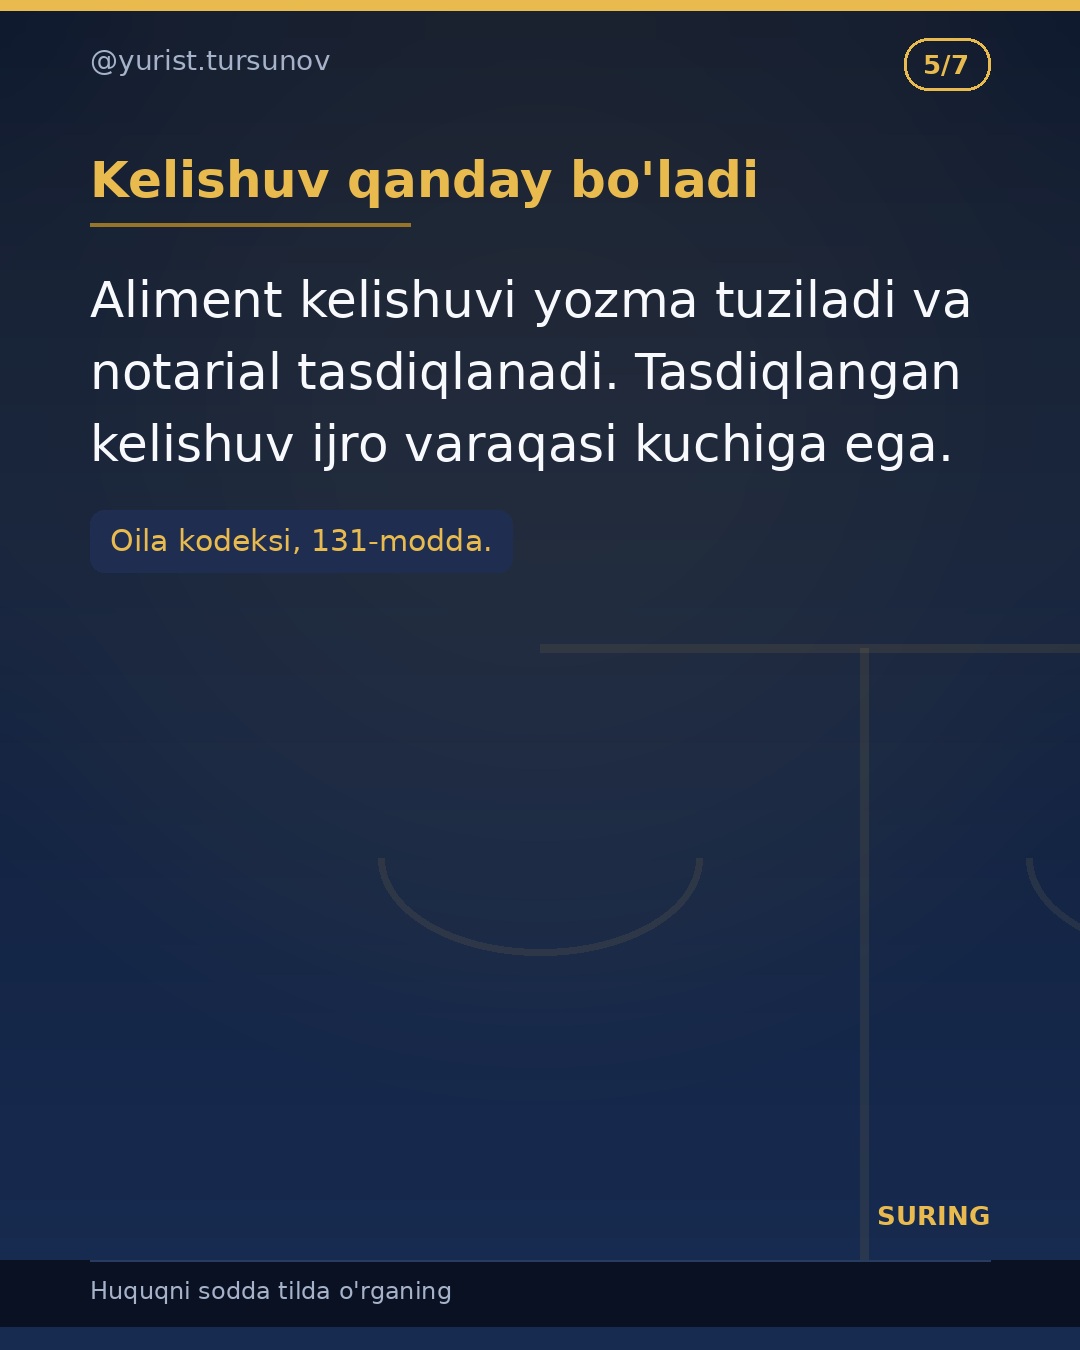 @yurist.tursunov
5/7
Kelishuv qanday bo'ladi
Aliment kelishuvi yozma tuziladi va
notarial tasdiqlanadi. Tasdiqlangan
kelishuv ijro varaqasi kuchiga ega.
Oila kodeksi, 131-modda.
SURING
Huquqni sodda tilda o'rganing